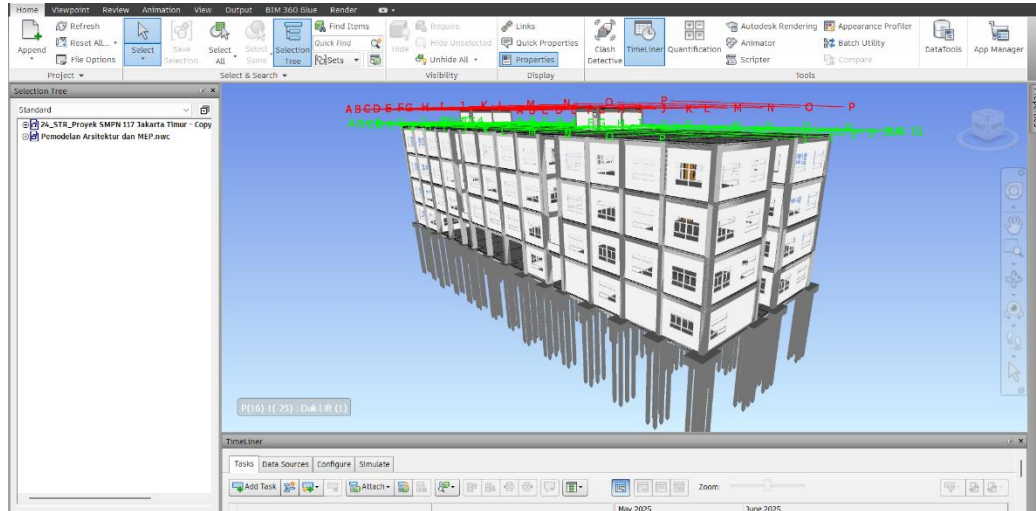 Home Viewpoint Review Animation View Output BIM 360 Glue Render
Append
Refresh
Reset All...
File Options
Project
Select
Save Selection
Select All
Select Same
Selection Tree
Find Items
Quick Find
Sets
Select & Search
Hide
Require
Hide Unselected
Unhide All
Visibility
Links
Quick Properties
Properties
Display
Clash Detective
TimeLiner
Quantification
Autodesk Rendering
Animator
Scripter
Appearance Profiler
Batch Utility
Compare
Tools
DataTools
App Manager
Selection Tree
Standard
24_STR_Proyek SMPN 117 Jakarta Timur - Copy
Pemodelan Arsitektur dan MEP.nwc
A B C D E F G H I J K L M N O P
J K L M N O P
P(16)-1(-25) : Dak Lift (1)
TimeLiner
Tasks Data Sources Configure Simulate
Add Task
Attach
Zoom:
May 2025 June 2025